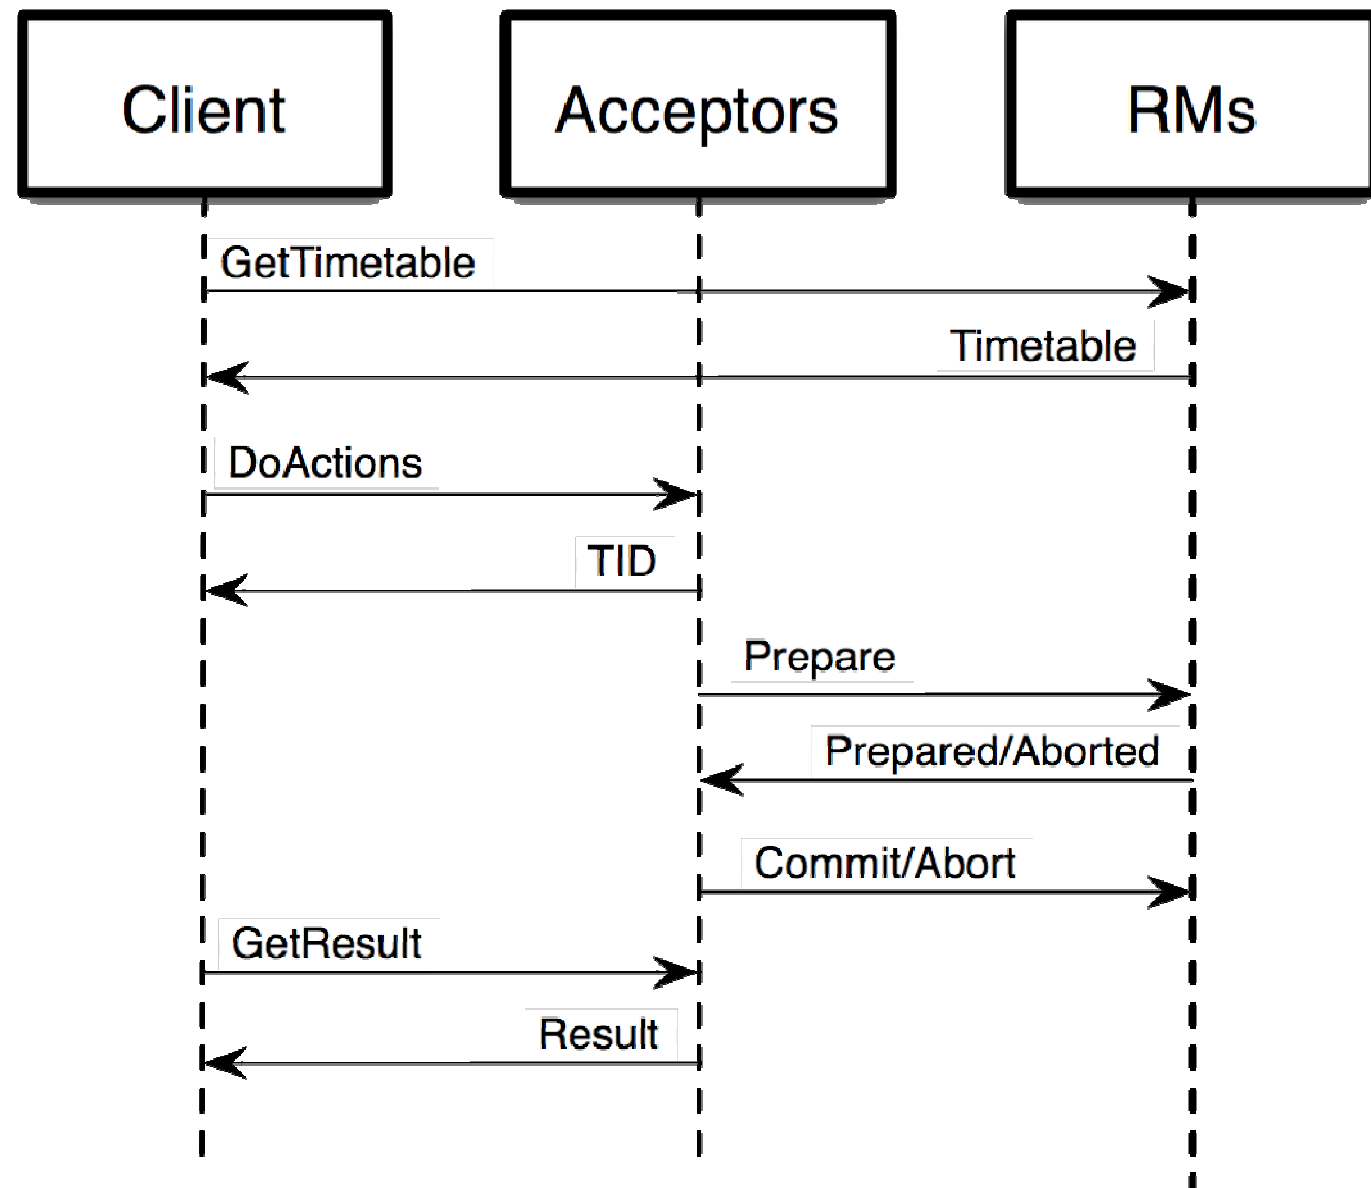 Client
Acceptors
RMs
GetTimetable
Timetable
DoActions
TID
Prepare
Prepared/Aborted
Commit/Abort
GetResult
Result